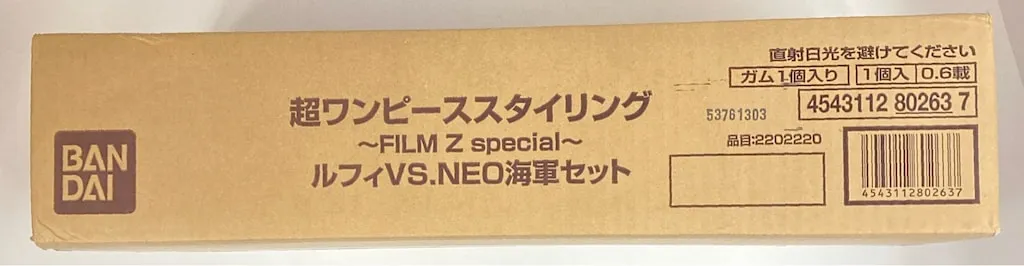 BAN
DAI
超ワンピーススタイリング
~FILM Z special~
ルフィVS.NEO海軍セット
直射日光を避けてください
ガム1個入り 1個入 0.6載
53761303
4543112 80263 7
品目:2202220
4543112802637